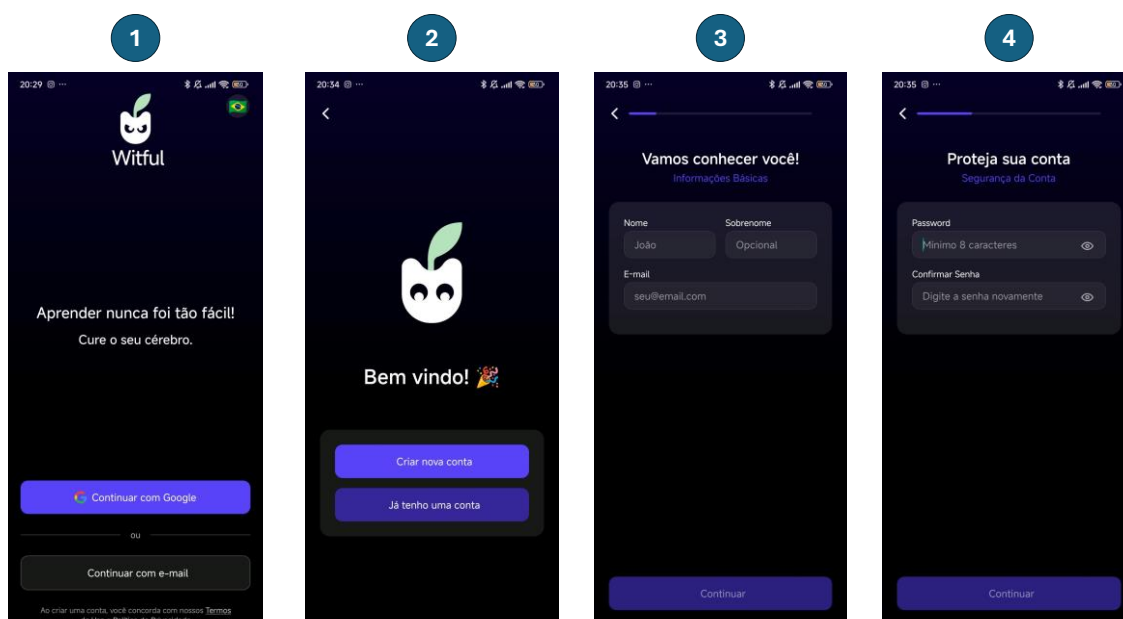 1
2
3
4
20:29
Witful
Aprender nunca foi tão fácil!
Cure o seu cérebro.
Continuar com Google
ou
Continuar com e-mail
Ao criar uma conta, você concorda com nossos Termos
20:34
Bem vindo!
Criar nova conta
Já tenho uma conta
20:35
Vamos conhecer você!
Informações Básicas
Nome
Sobrenome
João
Opcional
E-mail
seu@email.com
Continuar
20:35
Proteja sua conta
Segurança da Conta
Password
Mínimo 8 caracteres
Confirmar Senha
Digite a senha novamente
Continuar